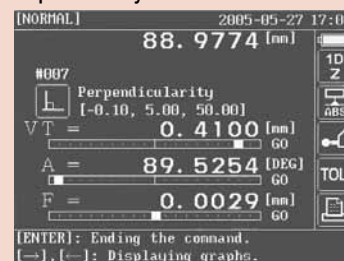 [NORMAL] 2005-05-27 17:0
88.9774 [mm]
#007
Perpendicularity
[-0.10, 5.00, 50.00]
VT = 0.4100 [mm]
GO
A = 89.5254 [DEG]
GO
F = 0.0029 [mm]
GO
[ENTER]: Ending the command.
[→],[←]: Displaying graphs.
1D
Z
ABS
TOL